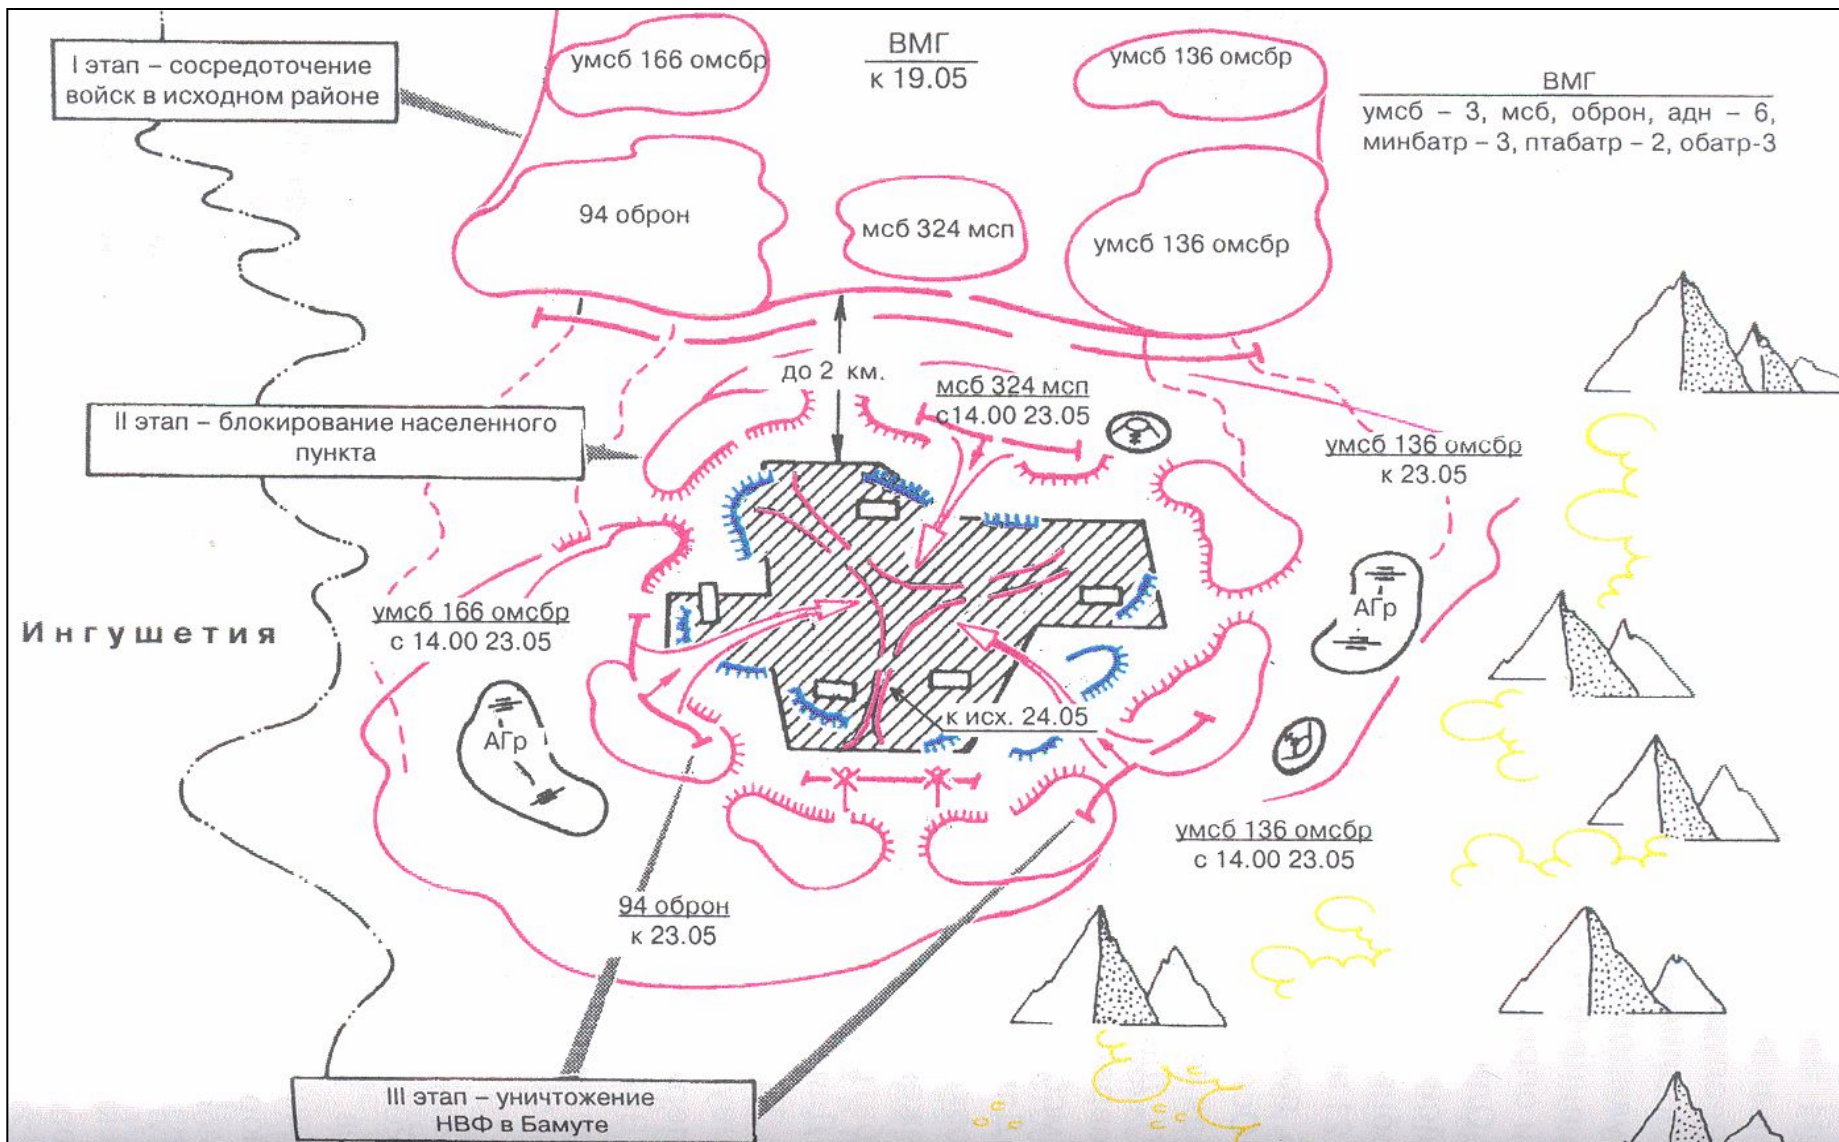 I этап – сосредоточение
войск в исходном районе
умсб 166 омсбр
ВМГ
к 19.05
умсб 136 омсбр
ВМГ
умсб – 3, мсб, оброн, адн – 6,
минбатр – 3, птабатр – 2, обатр-3
94 оброн
мсб 324 мсп
умсб 136 омсбр
до 2 км.
мсб 324 мсп
с14.00 23.05
II этап – блокирование населенного
пункта
умсб 136 омсбр
к 23.05
умсб 166 омсбр
с 14.00 23.05
Ингушетия
АГр
АГр
к исх. 24.05
умсб 136 омсбр
с 14.00 23.05
94 оброн
к 23.05
III этап – уничтожение
НВФ в Бамуте